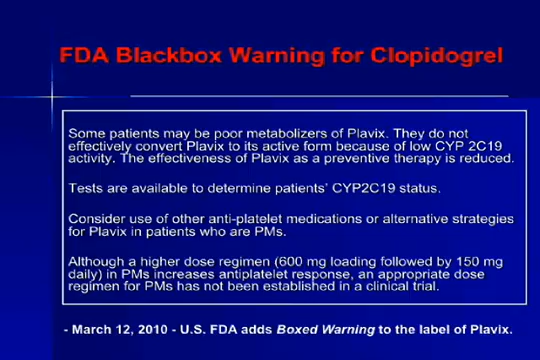 FDA Blackbox Warning for Clopidogrel
Some patients may be poor metabolizers of Plavix. They do not
effectively convert Plavix to its active form because of low CYP 2C19
activity. The effectiveness of Plavix as a preventive therapy is reduced.
Tests are available to determine patients' CYP2C19 status.
Consider use of other anti-platelet medications or alternative strategies
for Plavix in patients who are PMs.
Although a higher dose regimen (600 mg loading followed by 150 mg
daily) in PMs increases antiplatelet response, an appropriate dose
regimen for PMs has not been established in a clinical trial.
- March 12, 2010 - U.S. FDA adds Boxed Warning to the label of Plavix.